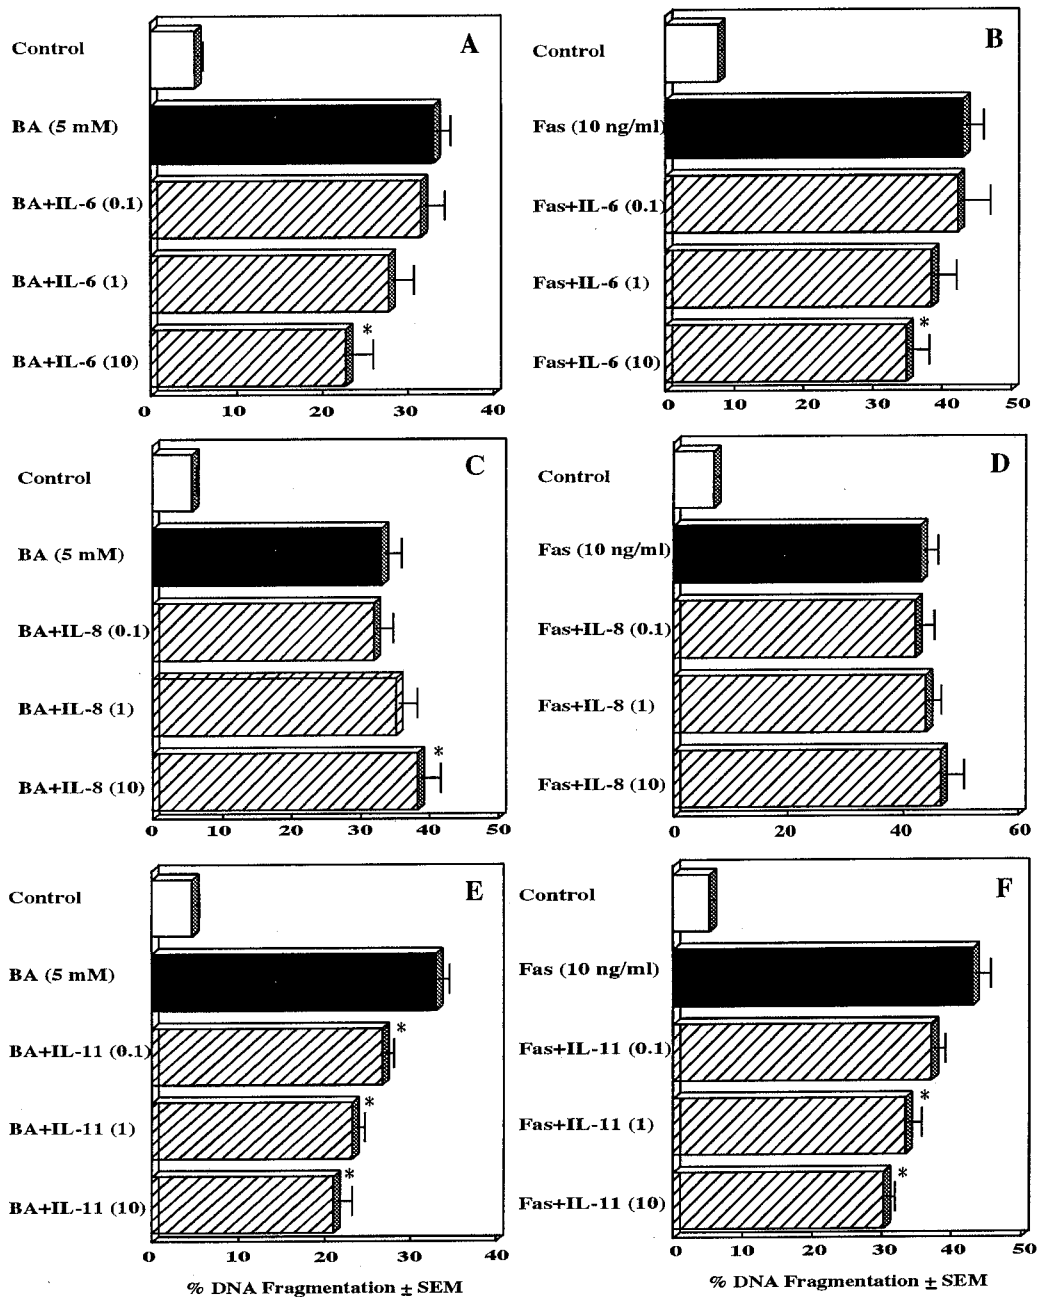 A
Control
BA (5 mM)
BA+IL-6 (0.1)
BA+IL-6 (1)
BA+IL-6 (10)
*
0 10 20 30 40
B
Control
Fas (10 ng/ml)
Fas+IL-6 (0.1)
Fas+IL-6 (1)
Fas+IL-6 (10)
*
0 10 20 30 40 50
C
Control
BA (5 mM)
BA+IL-8 (0.1)
BA+IL-8 (1)
BA+IL-8 (10)
*
0 10 20 30 40 50
D
Control
Fas (10 ng/ml)
Fas+IL-8 (0.1)
Fas+IL-8 (1)
Fas+IL-8 (10)
0 20 40 60
E
Control
BA (5 mM)
BA+IL-11 (0.1)
*
BA+IL-11 (1)
*
BA+IL-11 (10)
*
0 10 20 30 40
% DNA Fragmentation ± SEM
F
Control
Fas (10 ng/ml)
Fas+IL-11 (0.1)
Fas+IL-11 (1)
*
Fas+IL-11 (10)
*
0 10 20 30 40 50
% DNA Fragmentation ± SEM